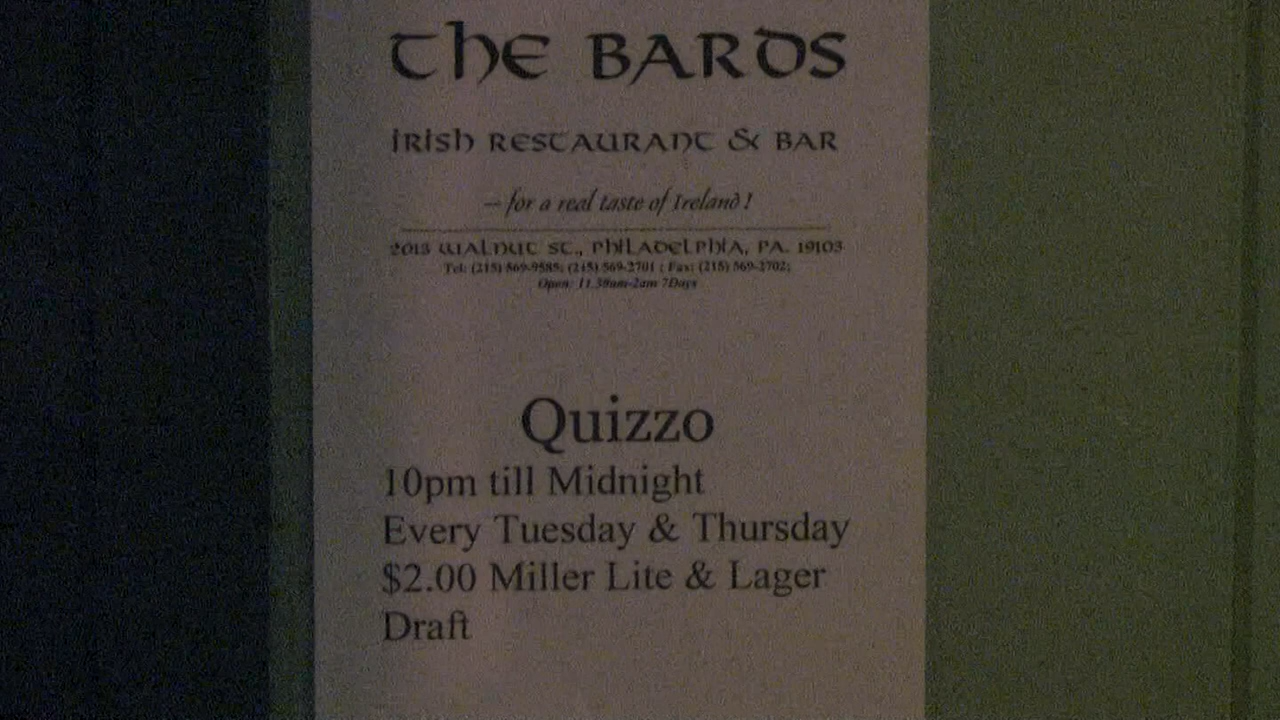 The BARDS
IRISH RESTAURANT & BAR
– for a real taste of Ireland!
2013 WALNUT ST., PHILADELPHIA, PA. 19103
Tel: (215) 569-9585; (215) 569-2701 ; Fax: (215) 569-2702;
Open: 11.30am-2am 7Days
Quizzo
10pm till Midnight
Every Tuesday & Thursday
$2.00 Miller Lite & Lager
Draft